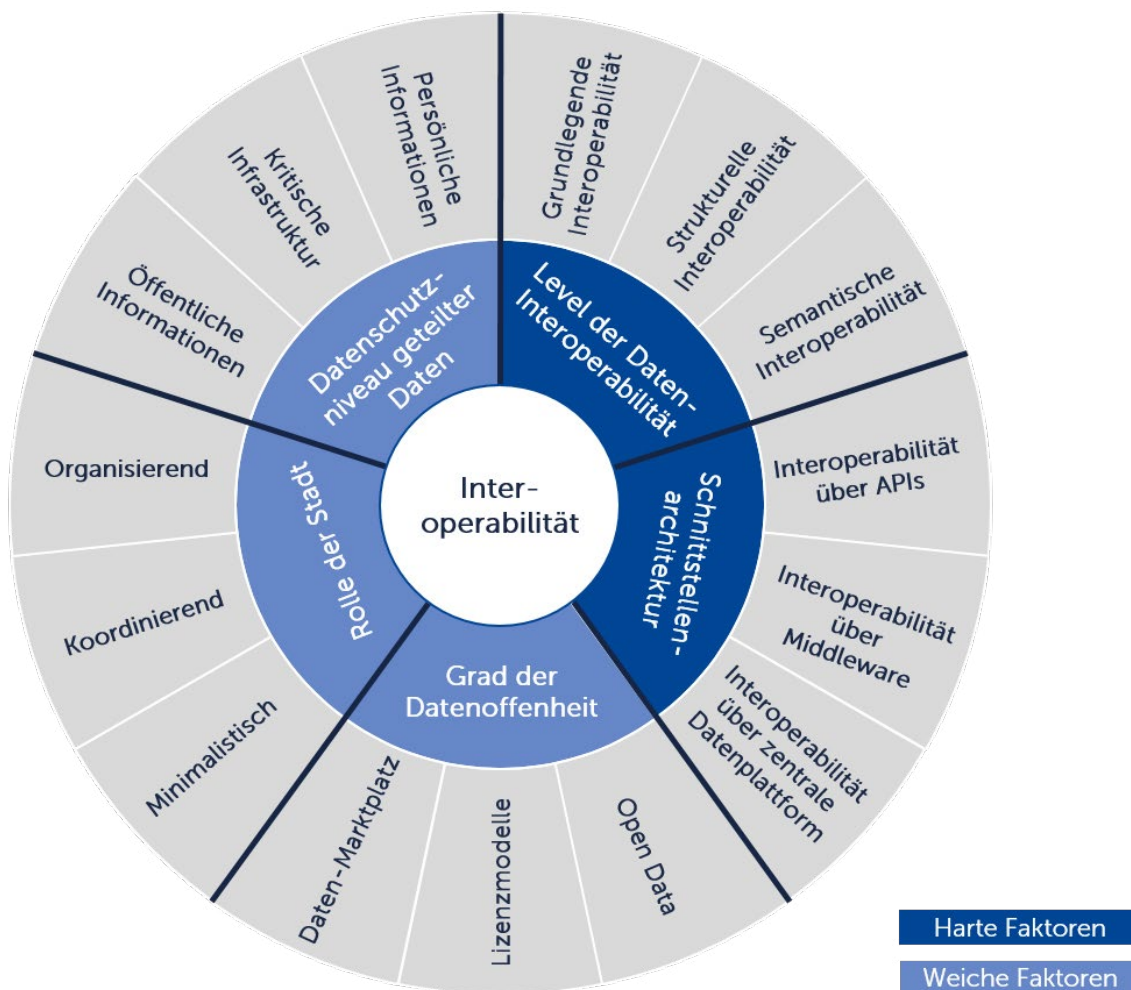 Inter-
operabilität
Level der Daten-
Interoperabilität
Grundlegende
Interoperabilität
Strukturelle
Interoperabilität
Semantische
Interoperabilität
Schnittstellen-
architektur
Interoperabilität
über APIs
Interoperabilität
über
Middleware
Interoperabilität
über zentrale
Datenplattform
Grad der
Datenoffenheit
Open Data
Lizenzmodelle
Daten-Marktplatz
Rolle der Stadt
Minimalistisch
Koordinierend
Organisierend
Datenschutz-
niveau geteilter
Daten
Öffentliche
Informationen
Kritische
Infrastruktur
Persönliche
Informationen
Harte Faktoren
Weiche Faktoren